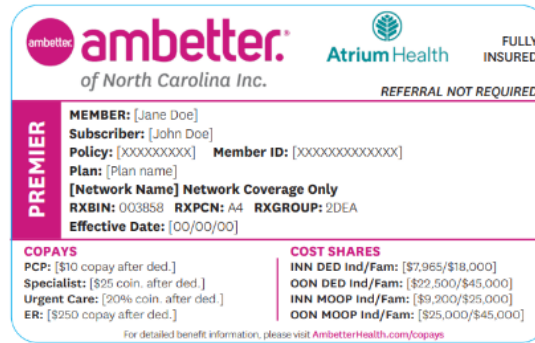 ambetter.
ambetter.®
of North Carolina Inc.
Atrium Health
FULLY
INSURED
REFERRAL NOT REQUIRED
PREMIER
MEMBER: [Jane Doe]
Subscriber: [John Doe]
Policy: [XXXXXXXXX] Member ID: [XXXXXXXXXXXXX]
Plan: [Plan name]
[Network Name] Network Coverage Only
RXBIN: 003858 RXPCN: A4 RXGROUP: 2DEA
Effective Date: [00/00/00]
COPAYS
PCP: [$10 copay after ded.]
Specialist: [$25 coin. after ded.]
Urgent Care: [20% coin. after ded.]
ER: [$250 copay after ded.]
COST SHARES
INN DED Ind/Fam: [$7,965/$18,000]
OON DED Ind/Fam: [$22,500/$45,000]
INN MOOP Ind/Fam: [$9,200/$25,000]
OON MOOP Ind/Fam: [$25,000/$45,000]
For detailed benefit information, please visit AmbetterHealth.com/copays